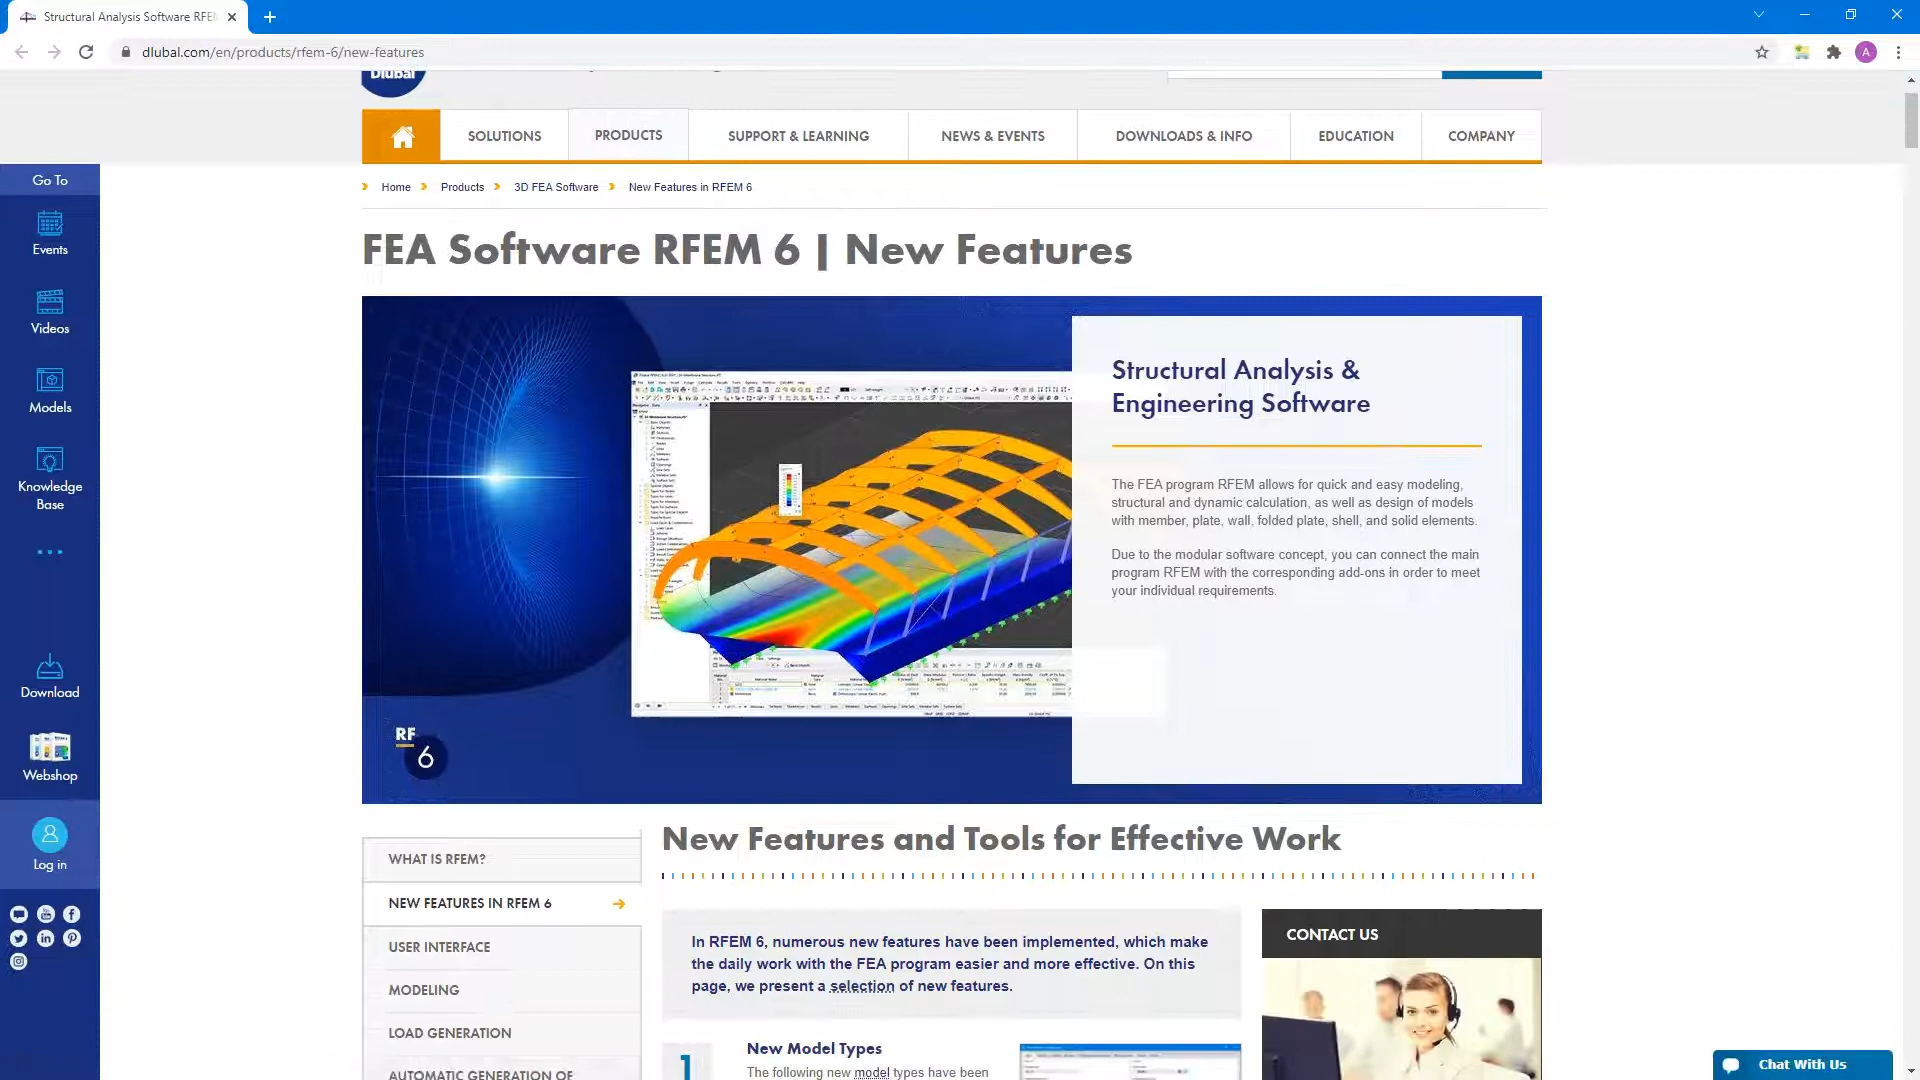 Structural Analysis Software RFE
dlubal.com/en/products/rfem-6/new-features
A
Dlubal
SOLUTIONS
PRODUCTS
SUPPORT & LEARNING
NEWS & EVENTS
DOWNLOADS & INFO
EDUCATION
COMPANY
Go To
Events
Videos
Models
Knowledge
Base
Download
Webshop
Log in
Home
Products
3D FEA Software
New Features in RFEM 6
FEA Software RFEM 6 | New Features
Structural Analysis &
Engineering Software
The FEA program RFEM allows for quick and easy modeling,
structural and dynamic calculation, as well as design of models
with member, plate, wall, folded plate, shell, and solid elements.
Due to the modular software concept, you can connect the main
program RFEM with the corresponding add-ons in order to meet
your individual requirements.
RF
6
WHAT IS RFEM?
NEW FEATURES IN RFEM 6
USER INTERFACE
MODELING
LOAD GENERATION
AUTOMATIC GENERATION OF
New Features and Tools for Effective Work
In RFEM 6, numerous new features have been implemented, which make
the daily work with the FEA program easier and more effective. On this
page, we present a selection of new features.
1
New Model Types
The following new model types have been
CONTACT US
Chat With Us